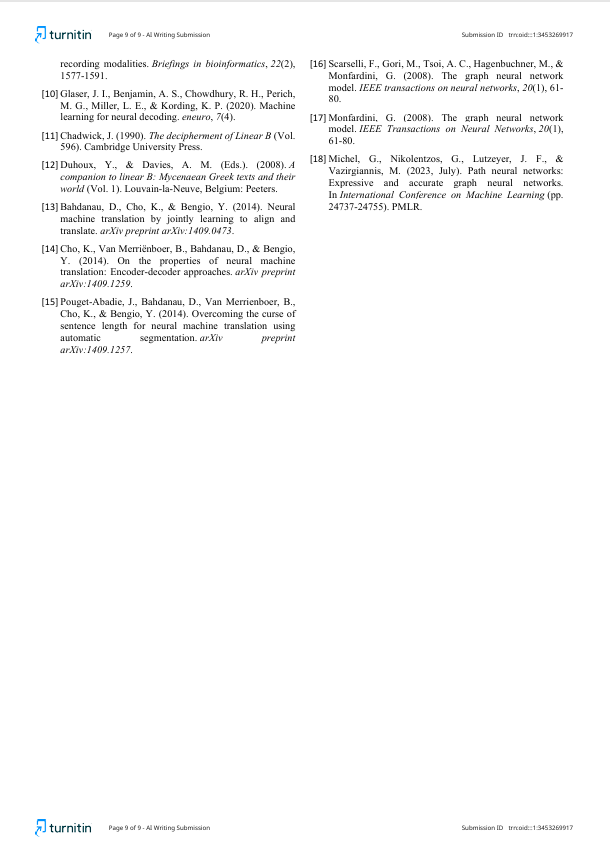 turnitin
Page 9 of 9 - AI Writing Submission
Submission ID trn:oid:::1:3453269917
recording modalities. Briefings in bioinformatics, 22(2),
1577-1591.
[10] Glaser, J. I., Benjamin, A. S., Chowdhury, R. H., Perich,
M. G., Miller, L. E., & Kording, K. P. (2020). Machine
learning for neural decoding. eneuro, 7(4).
[11] Chadwick, J. (1990). The decipherment of Linear B (Vol.
596). Cambridge University Press.
[12] Duhoux, Y., & Davies, A. M. (Eds.). (2008). A
companion to linear B: Mycenaean Greek texts and their
world (Vol. 1). Louvain-la-Neuve, Belgium: Peeters.
[13] Bahdanau, D., Cho, K., & Bengio, Y. (2014). Neural
machine translation by jointly learning to align and
translate. arXiv preprint arXiv:1409.0473.
[14] Cho, K., Van Merriënboer, B., Bahdanau, D., & Bengio,
Y. (2014). On the properties of neural machine
translation: Encoder-decoder approaches. arXiv preprint
arXiv:1409.1259.
[15] Pouget-Abadie, J., Bahdanau, D., Van Merrienboer, B.,
Cho, K., & Bengio, Y. (2014). Overcoming the curse of
sentence length for neural machine translation using
automatic segmentation. arXiv preprint
arXiv:1409.1257.
[16] Scarselli, F., Gori, M., Tsoi, A. C., Hagenbuchner, M., &
Monfardini, G. (2008). The graph neural network
model. IEEE transactions on neural networks, 20(1), 61-
80.
[17] Monfardini, G. (2008). The graph neural network
model. IEEE Transactions on Neural Networks, 20(1),
61-80.
[18] Michel, G., Nikolentzos, G., Lutzeyer, J. F., &
Vazirgiannis, M. (2023, July). Path neural networks:
Expressive and accurate graph neural networks.
In International Conference on Machine Learning (pp.
24737-24755). PMLR.
turnitin
Page 9 of 9 - AI Writing Submission
Submission ID trn:oid:::1:3453269917